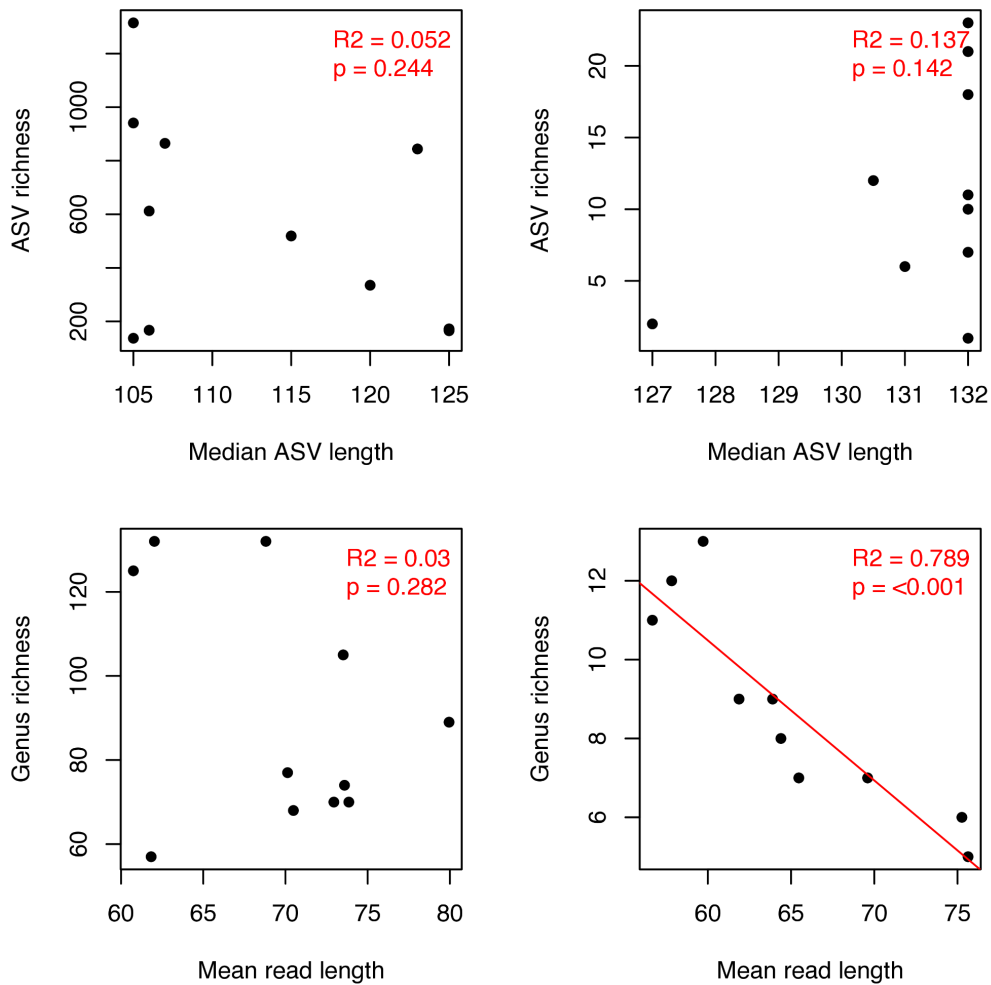 R2 = 0.052
p = 0.244
ASV richness
200
600
1000
105
110
115
120
125
Median ASV length
R2 = 0.137
p = 0.142
ASV richness
5
10
15
20
127
128
129
130
131
132
Median ASV length
R2 = 0.03
p = 0.282
Genus richness
60
80
100
120
60
65
70
75
80
Mean read length
R2 = 0.789
p = <0.001
Genus richness
6
8
10
12
60
65
70
75
Mean read length